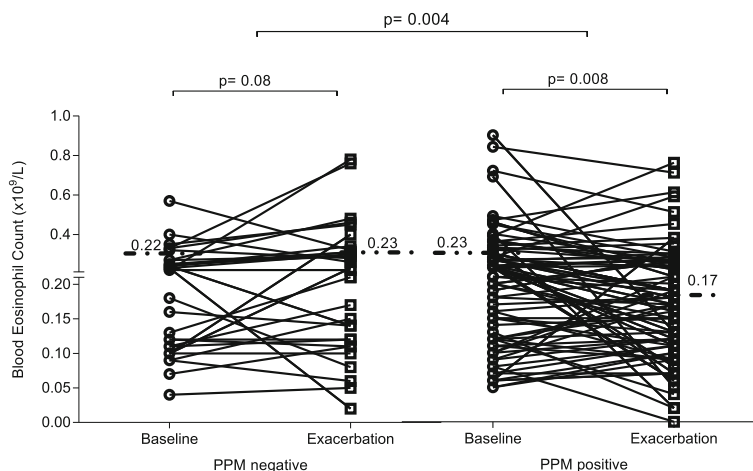 p= 0.004
p= 0.08
p= 0.008
Blood Eosinophil Count (x10⁹/L)
1.0
0.8
0.6
0.4
0.20
0.15
0.10
0.05
0.00
0.22
0.23
0.23
0.17
Baseline
Exacerbation
Baseline
Exacerbation
PPM negative
PPM positive